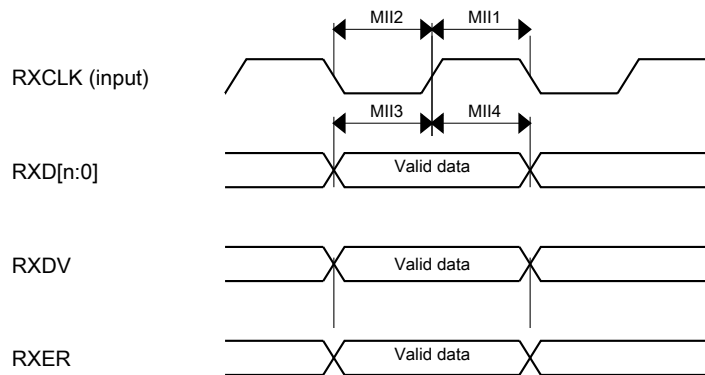 MII2 MII1
RXCLK (input)
MII3 MII4
RXD[n:0] Valid data
RXDV Valid data
RXER Valid data